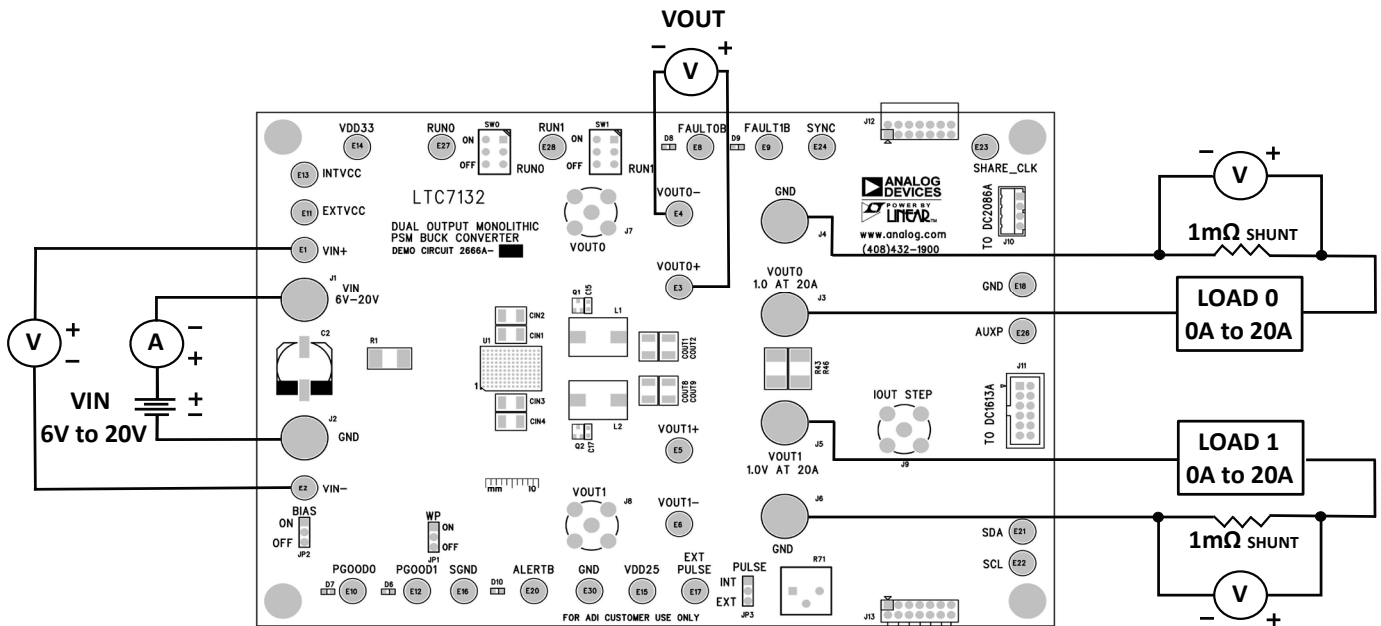 VOUT
− +
V
VDD33
E14
RUN0
E27
SW0
ON
OFF
RUN0
RUN1
E28
SW1
ON
OFF
RUN1
D8
FAULT0B
E8
D9
FAULT1B
E9
SYNC
E24
J12
E23
SHARE_CLK
E13
INTVCC
E11
EXTVCC
E1
VIN+
LTC7132
DUAL OUTPUT MONOLITHIC
PSM BUCK CONVERTER
DEMO CIRCUIT 2666A-
J7
VOUT0
VOUT0-
E4
VOUT0+
E3
GND
J4
ANALOG
DEVICES
POWER BY
LINEAR™
www.analog.com
(408)432-1900
TO DC2086A
J10
− +
V
1mΩ SHUNT
J1
VIN
6V-20V
V
+
−
A
−
+
+
−
VIN
6V to 20V
C2
R1
Q1
C15
L1
CIN2
CIN1
U1
1
COUT1
COUT2
VOUT0
1.0 AT 20A
J3
GND
E18
AUXP
E26
LOAD 0
0A to 20A
J2
GND
CIN3
CIN4
COUT8
COUT9
L2
Q2
C17
R43
R46
IOUT STEP
J9
J11
TO DC1613A
VOUT1+
E5
J5
VOUT1
1.0V AT 20A
LOAD 1
0A to 20A
E2
VIN-
BIAS
ON
OFF
JP2
mm 10
WP
ON
OFF
JP1
VOUT1
J8
E6
VOUT1-
J6
GND
SDA
E21
SCL
E22
1mΩ SHUNT
V
− +
D7
PGOOD0
E10
D6
PGOOD1
E12
SGND
E16
D10
ALERTB
E20
GND
E30
VDD25
E15
EXT
PULSE
E17
PULSE
INT
EXT
JP3
R71
J13
FOR ADI CUSTOMER USE ONLY